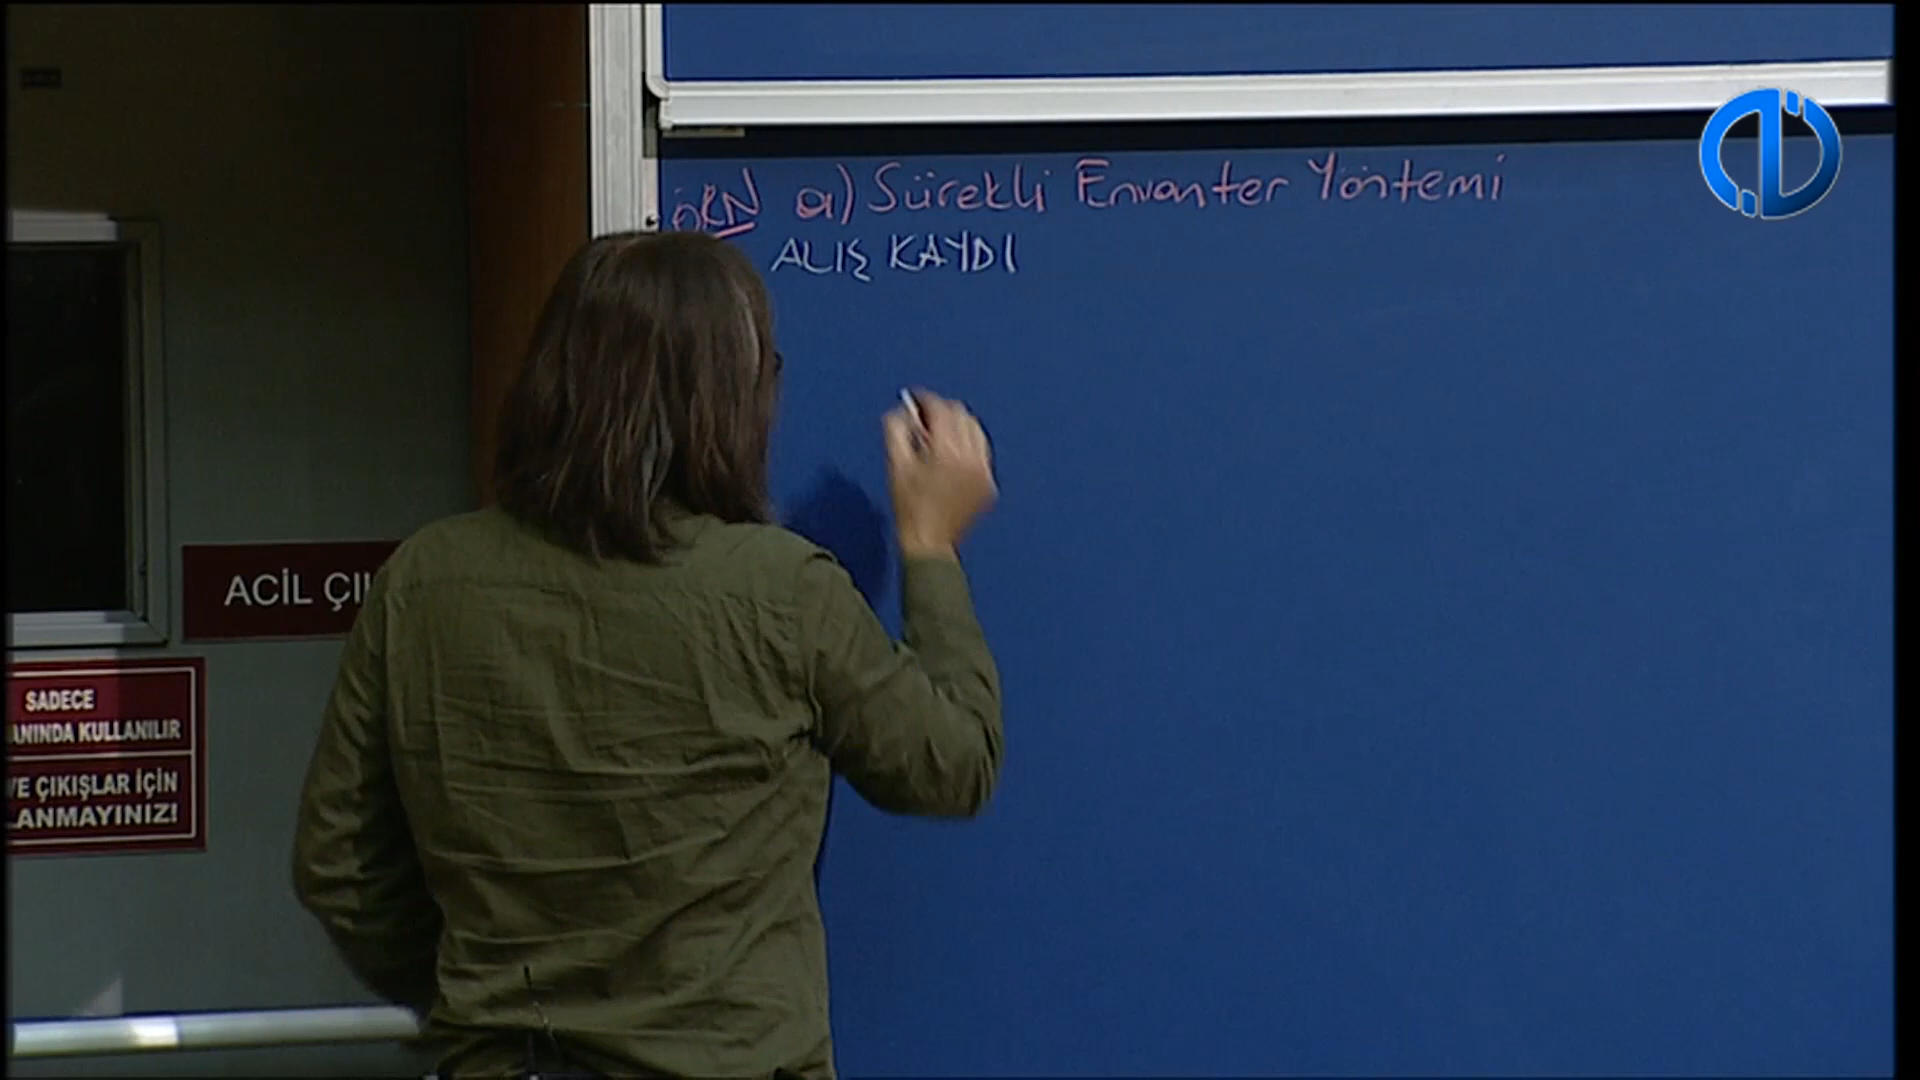 ÖRN a) Sürekli Envanter Yöntemi
ALIŞ KAYDI
ACİL ÇI
SADECE
ANINDA KULLANILIR
VE ÇIKIŞLAR İÇİN
LANMAYINIZ!